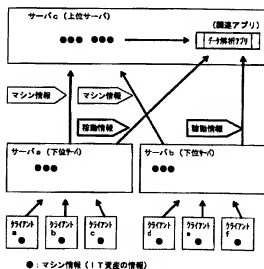 サーバc（上位サーバ）
（関連アプリ）
データ解析アプリ
マシン情報
マシン情報
稼動情報
稼動情報
サーバa（下位サーバ）
サーバb（下位サーバ）
クライアント a
クライアント b
クライアント c
クライアント d
クライアント e
クライアント f
●：マシン情報（ＩＴ資産の情報）